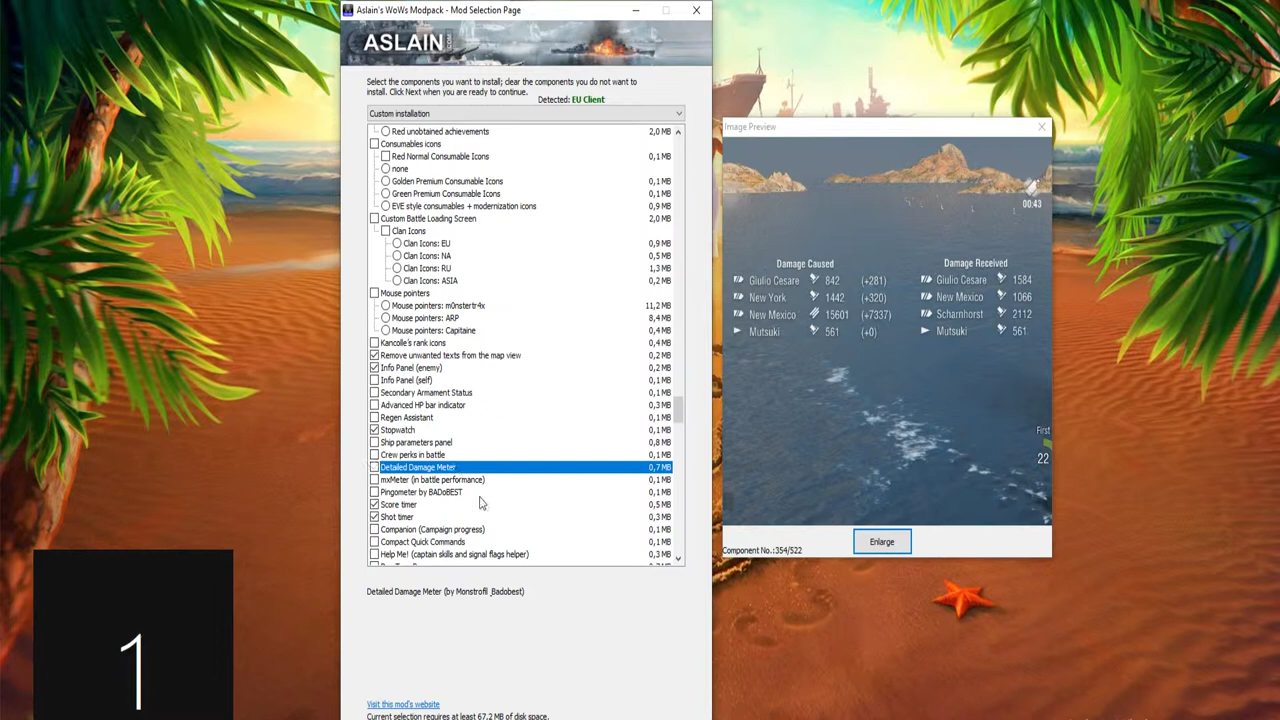 Aslain's WoWs Modpack - Mod Selection Page
ASLAIN.COM
Select the components you want to install; clear the components you do not want to
install. Click Next when you are ready to continue.
Detected: EU Client
Custom installation
Red unobtained achievements 2,0 MB
Consumables icons
Red Normal Consumable Icons 0,1 MB
none
Golden Premium Consumable Icons 0,1 MB
Green Premium Consumable Icons 0,1 MB
EVE style consumables + modernization icons 0,9 MB
Custom Battle Loading Screen 2,0 MB
Clan Icons
Clan Icons: EU 0,9 MB
Clan Icons: NA 0,5 MB
Clan Icons: RU 1,3 MB
Clan Icons: ASIA 0,2 MB
Mouse pointers
Mouse pointers: m0nstertr4x 11,2 MB
Mouse pointers: ARP 8,4 MB
Mouse pointers: Capitaine 0,4 MB
Kancolle's rank icons 0,4 MB
Remove unwanted texts from the map view 0,2 MB
Info Panel (enemy) 0,2 MB
Info Panel (self) 0,1 MB
Secondary Armament Status 0,1 MB
Advanced HP bar indicator 0,3 MB
Regen Assistant 0,1 MB
Stopwatch 0,1 MB
Ship parameters panel 0,8 MB
Crew perks in battle 0,1 MB
Detailed Damage Meter 0,7 MB
mxMeter (in battle performance) 0,1 MB
Pingometer by BADoBEST 0,1 MB
Score timer 0,5 MB
Shot timer 0,3 MB
Companion (Campaign progress) 0,1 MB
Compact Quick Commands 0,1 MB
Help Me! (captain skills and signal flags helper) 0,3 MB
Detailed Damage Meter (by Monstrofil_Badobest)
Visit this mod's website
Current selection requires at least 67,2 MB of disk space.
Image Preview
00:43
Damage Caused Damage Received
Giulio Cesare 842 (+281) Giulio Cesare 1584
New York 1442 (+320) New Mexico 1066
New Mexico 15601 (+7337) Scharnhorst 2112
Mutsuki 561 (+0) Mutsuki 561
First
22
Enlarge
Component No.:354/522
1